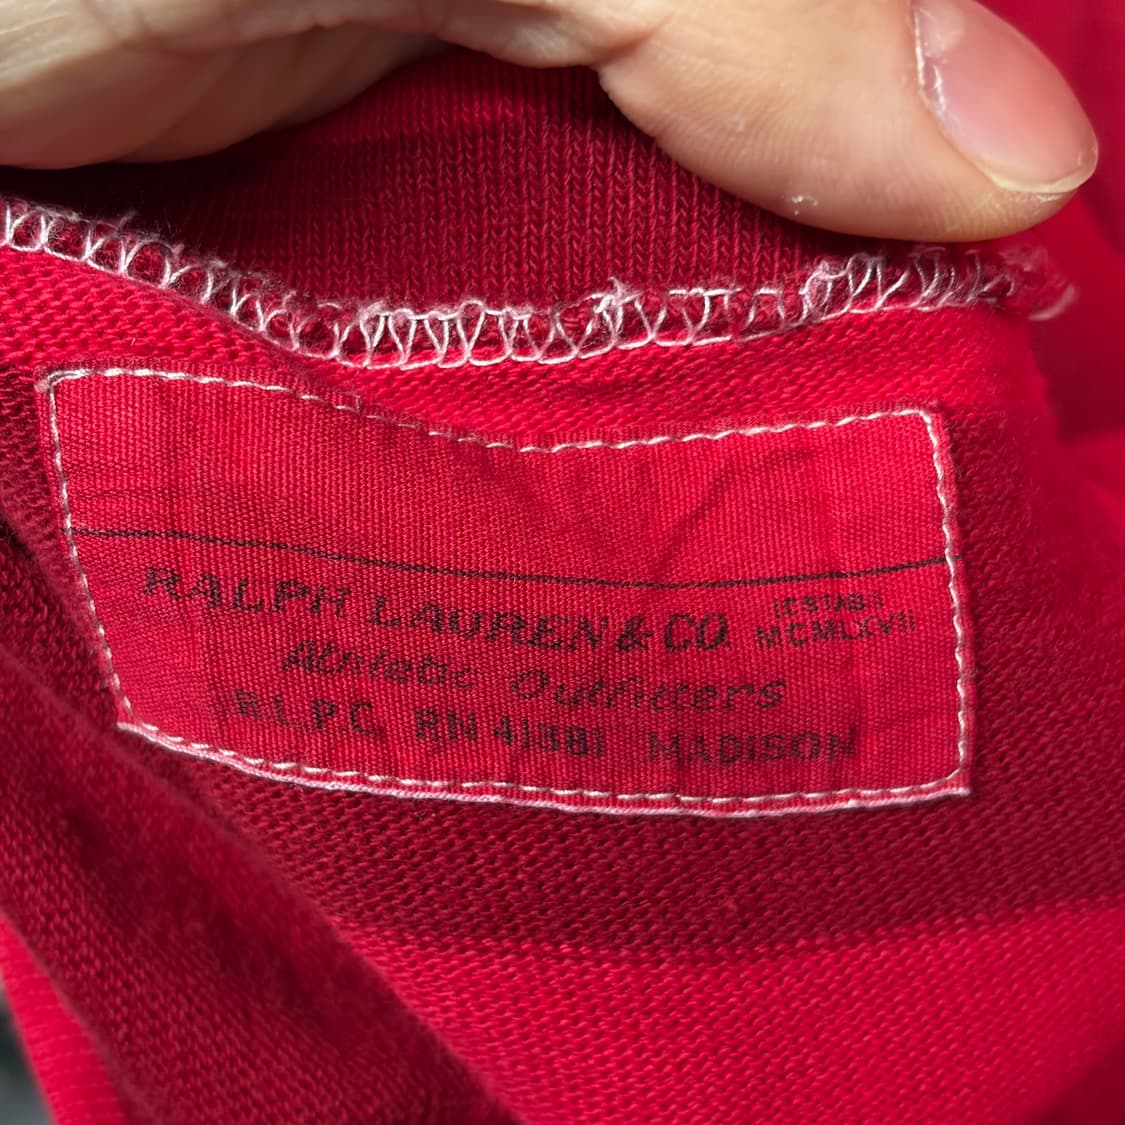 RALPH LAUREN & CO. (ESTAB.)
MCMLXVII
Athletic Outfitters
R.L.P.C. RN 41381 MADISON